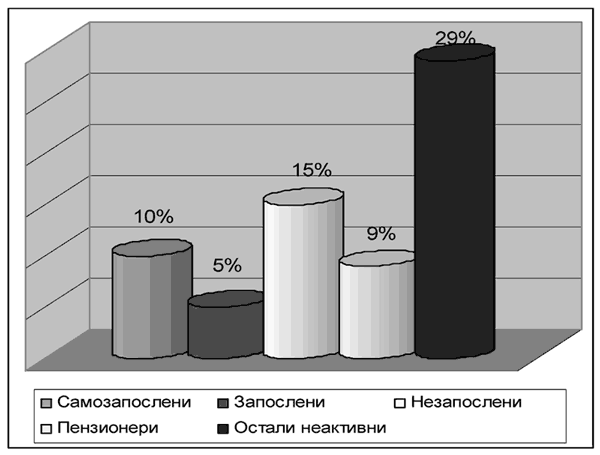 29%
15%
10%
9%
5%
Самозапослени Запослени Незапослени
Пензионери Остали неактивни